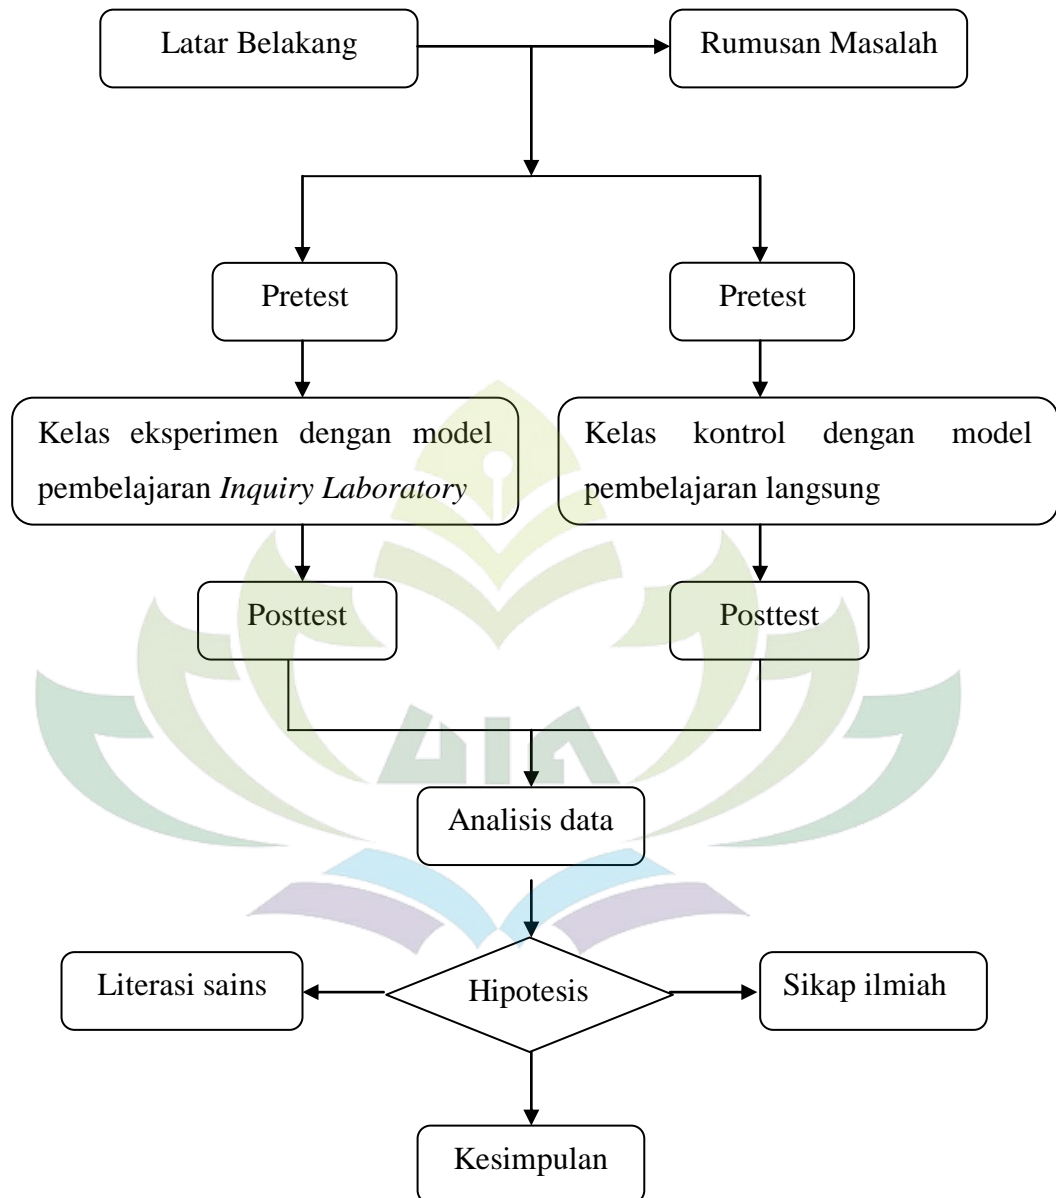 Latar Belakang
Rumusan Masalah
Pretest
Pretest
Kelas eksperimen dengan model
pembelajaran Inquiry Laboratory
Kelas kontrol dengan model
pembelajaran langsung
Posttest
Posttest
UIN
Analisis data
Literasi sains
Hipotesis
Sikap ilmiah
Kesimpulan